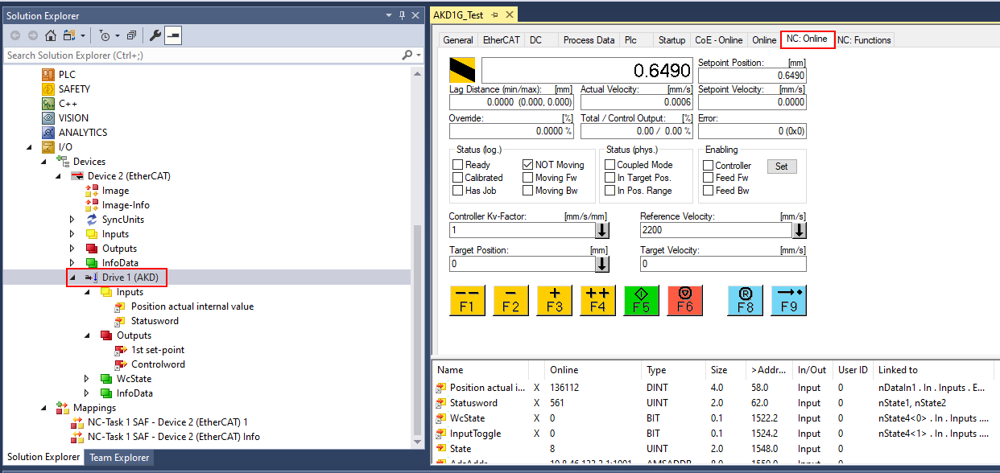 Solution Explorer
Search Solution Explorer (Ctrl+;)
PLC
SAFETY
C++
VISION
ANALYTICS
I/O
Devices
Device 2 (EtherCAT)
Image
Image-Info
SyncUnits
Inputs
Outputs
InfoData
Drive 1 (AKD)
Inputs
Position actual internal value
Statusword
Outputs
1st set-point
Controlword
WcState
InfoData
Mappings
NC-Task 1 SAF - Device 2 (EtherCAT) 1
NC-Task 1 SAF - Device 2 (EtherCAT) Info
Solution Explorer Team Explorer
AKD1G_Test
General EtherCAT DC Process Data Plc Startup CoE - Online Online NC: Online NC: Functions
0.6490
Setpoint Position: [mm]
0.6490
Lag Distance (min/max): [mm] Actual Velocity: [mm/s] Setpoint Velocity: [mm/s]
0.0000 (0.000, 0.000) 0.0006 0.0000
Override: [%] Total / Control Output: [%] Error:
0.0000 % 0.00 / 0.00 % 0 (0x0)
Status (log.) Status (phys.) Enabling
Ready NOT Moving Coupled Mode Controller Set
Calibrated Moving Fw In Target Pos. Feed Fw
Has Job Moving Bw In Pos. Range Feed Bw
Controller Kv-Factor: [mm/s/mm] Reference Velocity: [mm/s]
1 2200
Target Position: [mm] Target Velocity: [mm/s]
0 0
-- - + ++ R
F1 F2 F3 F4 F5 F6 F8 F9
Name Online Type Size >Addr... In/Out User ID Linked to
Position actual i... X 136112 DINT 4.0 58.0 Input 0 nDataIn1 . In . Inputs . E...
Statusword X 561 UINT 2.0 62.0 Input 0 nState1, nState2
WcState X 0 BIT 0.1 1522.2 Input 0 nState4<0> . In . Inputs ....
InputToggle X 0 BIT 0.1 1524.2 Input 0 nState4<1> . In . Inputs ....
State 8 UINT 2.0 1548.0 Input 0